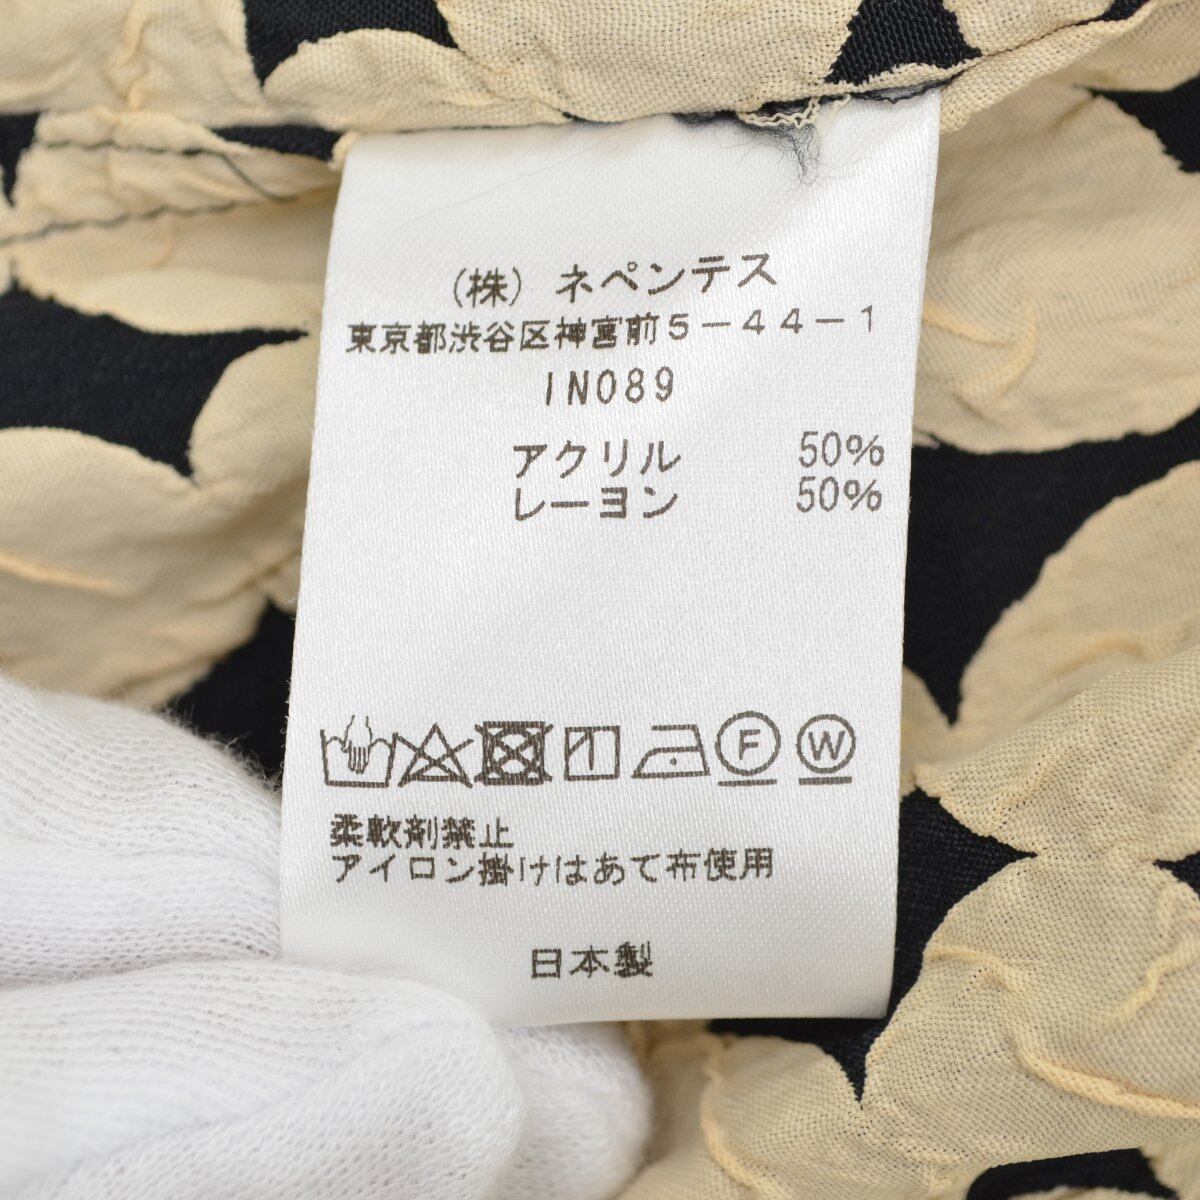 （株）ネペンテス
東京都渋谷区神宮前５－４４－１
IN089
アクリル 50%
レーヨン 50%
F W
柔軟剤禁止
アイロン掛けはあて布使用
日本製